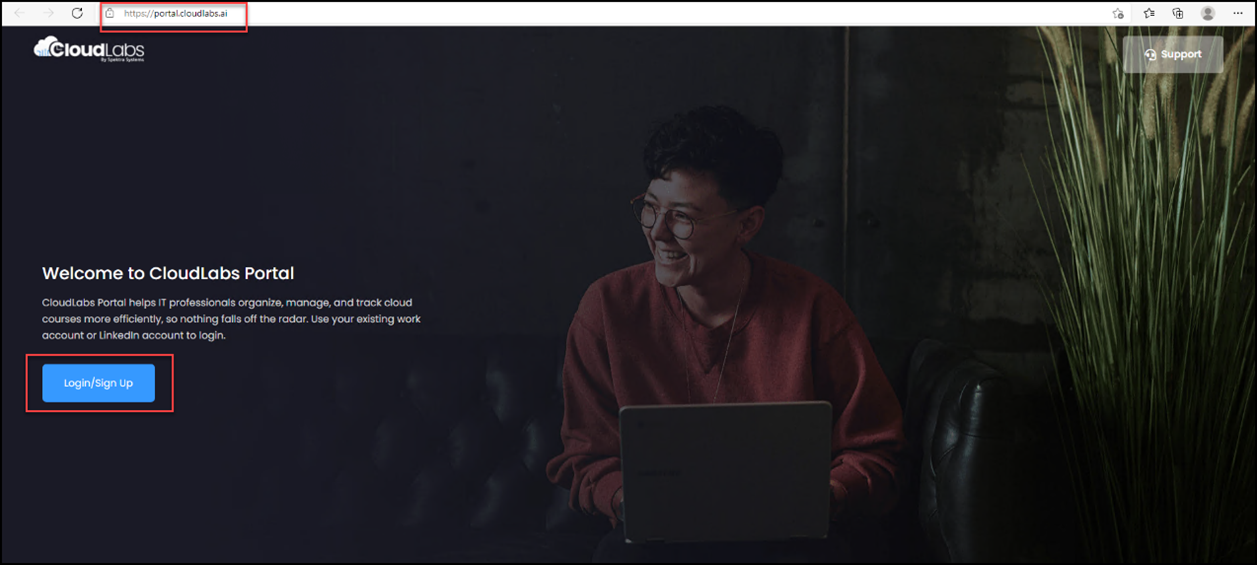 https://portal.cloudlabs.ai
CloudLabs
By Spektra Systems
Support
Welcome to CloudLabs Portal
CloudLabs Portal helps IT professionals organize, manage, and track cloud
courses more efficiently, so nothing falls off the radar. Use your existing work
account or LinkedIn account to login.
Login/Sign Up